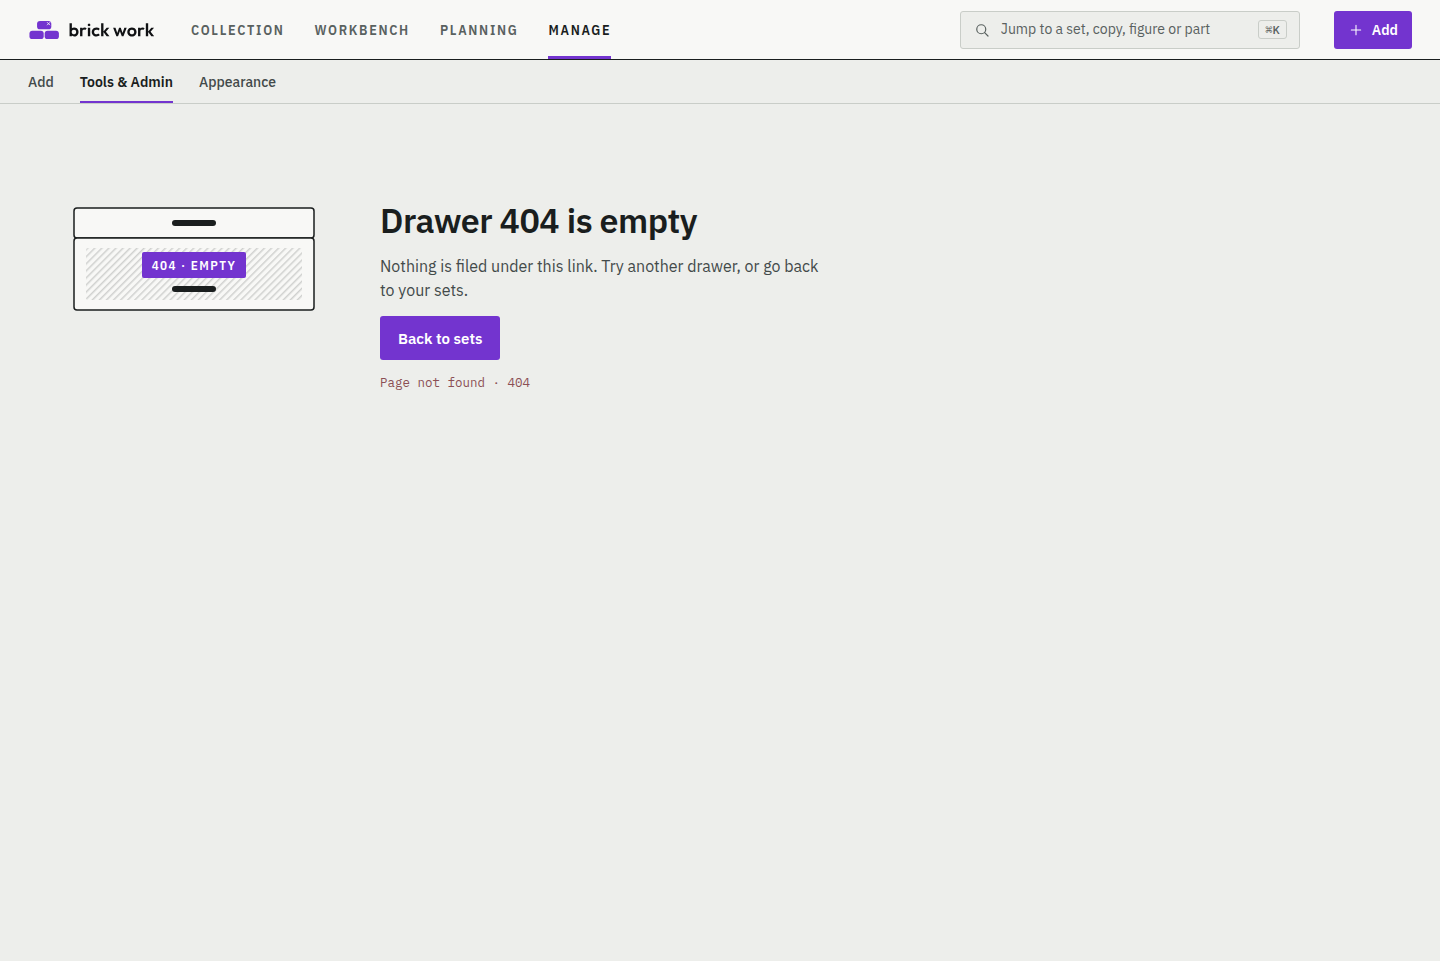 brick work
COLLECTION
WORKBENCH
PLANNING
MANAGE
Jump to a set, copy, figure or part
⌘K
+ Add
Add
Tools & Admin
Appearance
404 · EMPTY
Drawer 404 is empty
Nothing is filed under this link. Try another drawer, or go back
to your sets.
Back to sets
Page not found · 404